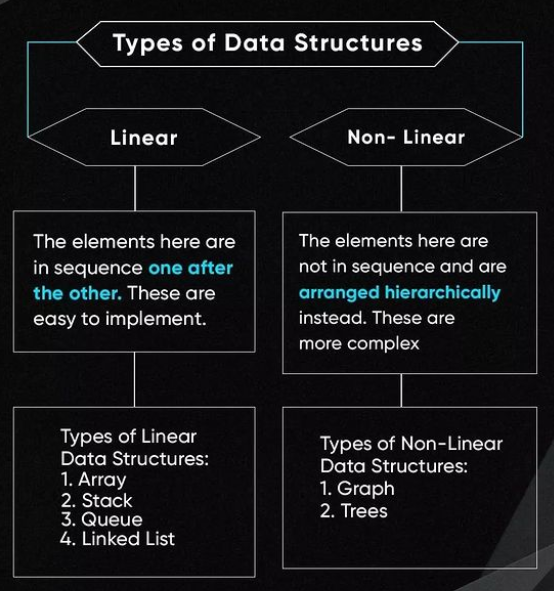 Types of Data Structures
Linear
Non- Linear
The elements here are
in sequence one after
the other. These are
easy to implement.
The elements here are
not in sequence and are
arranged hierarchically
instead. These are
more complex
Types of Linear
Data Structures:
1. Array
2. Stack
3. Queue
4. Linked List
Types of Non-Linear
Data Structures:
1. Graph
2. Trees